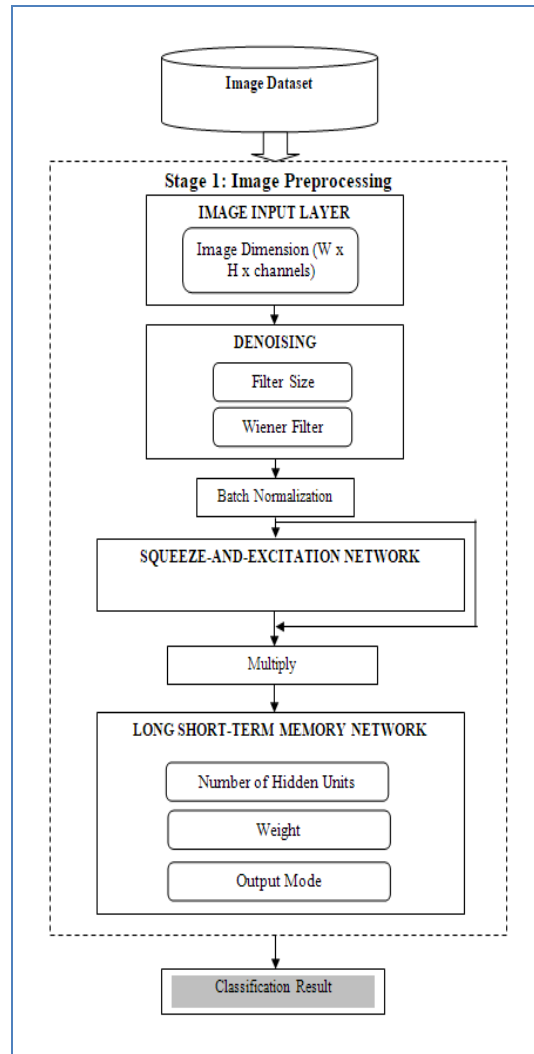 Image Dataset
Stage 1: Image Preprocessing
IMAGE INPUT LAYER
Image Dimension (W x
H x channels)
DENOISING
Filter Size
Wiener Filter
Batch Normalization
SQUEEZE-AND-EXCITATION NETWORK
Multiply
LONG SHORT-TERM MEMORY NETWORK
Number of Hidden Units
Weight
Output Mode
Classification Result